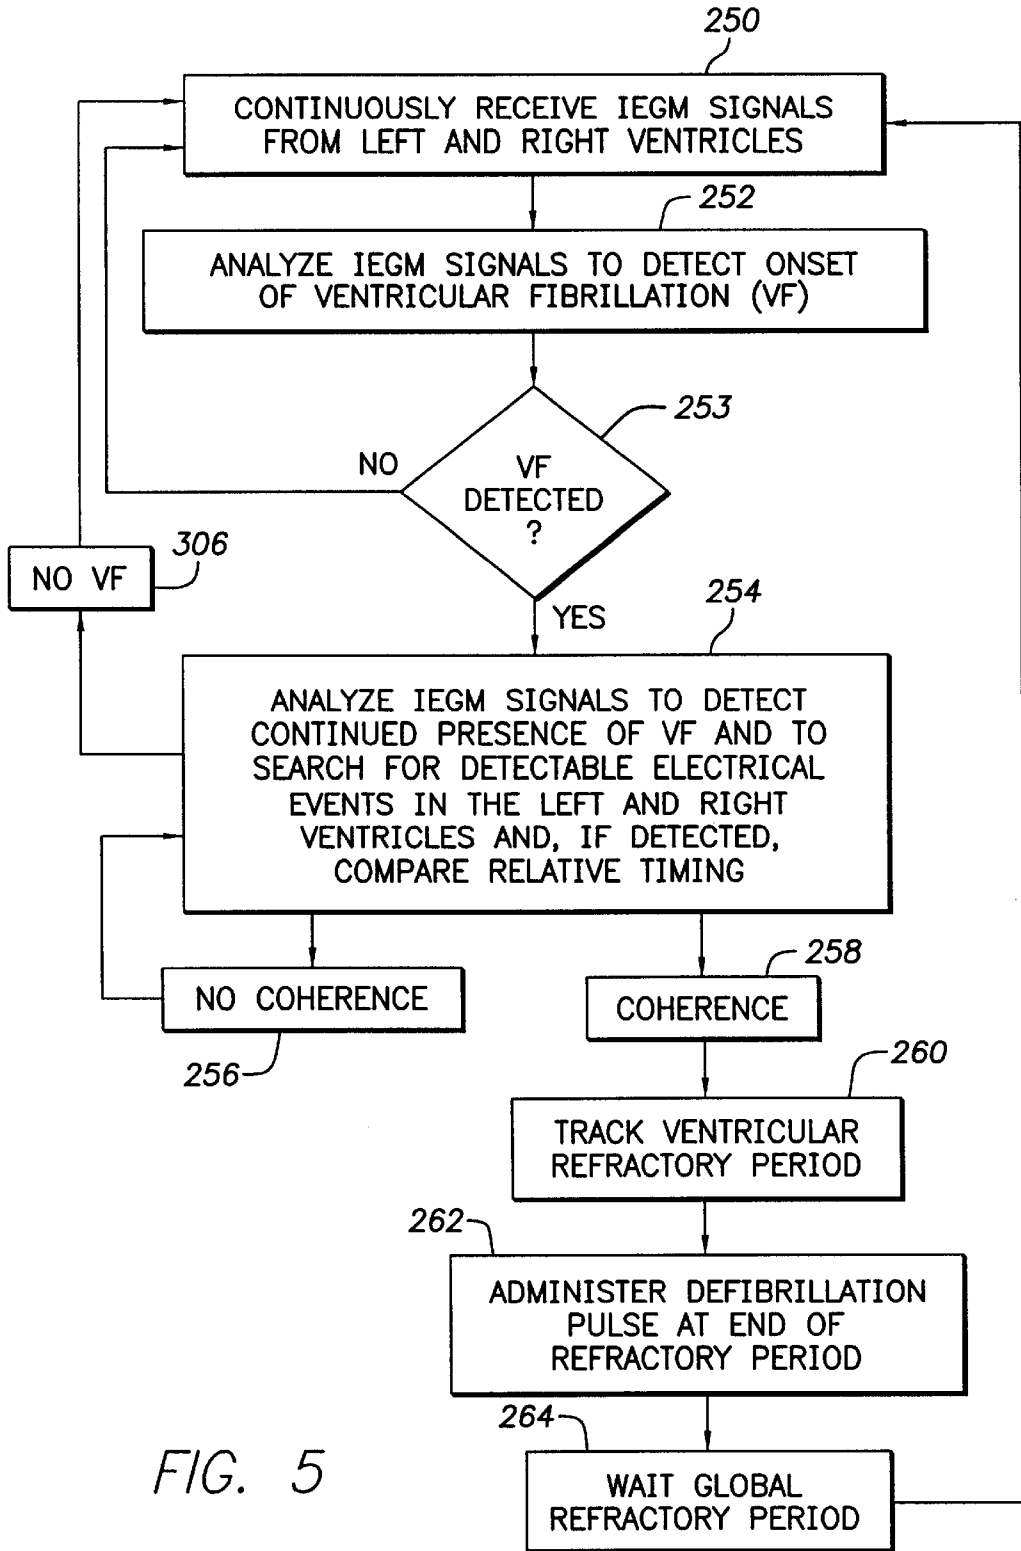 250
CONTINUOUSLY RECEIVE IEGM SIGNALS
FROM LEFT AND RIGHT VENTRICLES
252
ANALYZE IEGM SIGNALS TO DETECT ONSET
OF VENTRICULAR FIBRILLATION (VF)
253
NO
VF
DETECTED
?
306
NO VF
YES
254
ANALYZE IEGM SIGNALS TO DETECT
CONTINUED PRESENCE OF VF AND TO
SEARCH FOR DETECTABLE ELECTRICAL
EVENTS IN THE LEFT AND RIGHT
VENTRICLES AND, IF DETECTED,
COMPARE RELATIVE TIMING
NO COHERENCE
256
258
COHERENCE
260
TRACK VENTRICULAR
REFRACTORY PERIOD
262
ADMINISTER DEFIBRILLATION
PULSE AT END OF
REFRACTORY PERIOD
264
WAIT GLOBAL
REFRACTORY PERIOD
FIG. 5